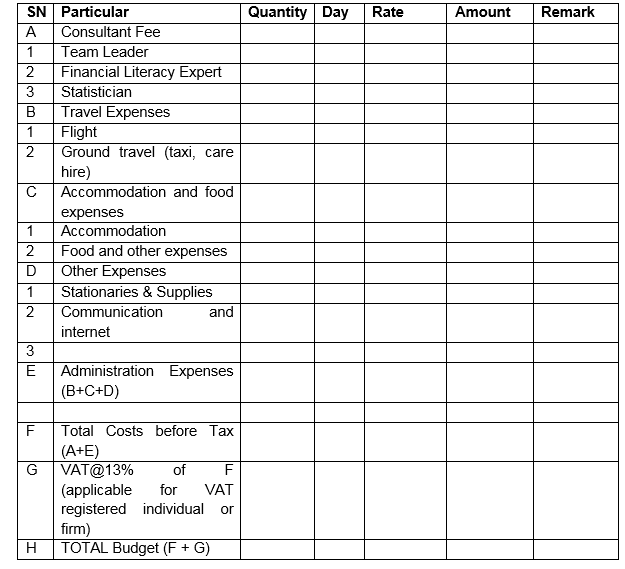 SN Particular Quantity Day Rate Amount Remark
A Consultant Fee
1 Team Leader
2 Financial Literacy Expert
3 Statistician
B Travel Expenses
1 Flight
2 Ground travel (taxi, care
hire)
C Accommodation and food
expenses
1 Accommodation
2 Food and other expenses
D Other Expenses
1 Stationaries & Supplies
2 Communication and
internet
3
E Administration Expenses
(B+C+D)
F Total Costs before Tax
(A+E)
G VAT@13% of F
(applicable for VAT
registered individual or
firm)
H TOTAL Budget (F + G)